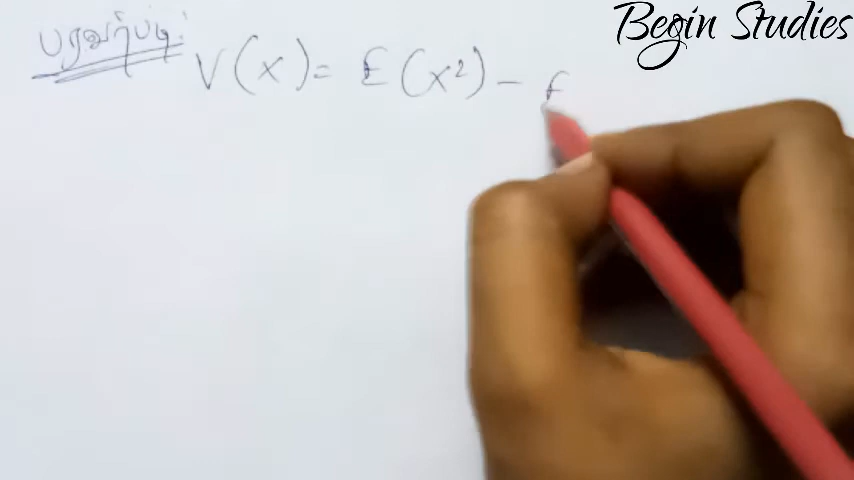 Begin Studies
பரவற்படி:
V(x) = E(x²) - E